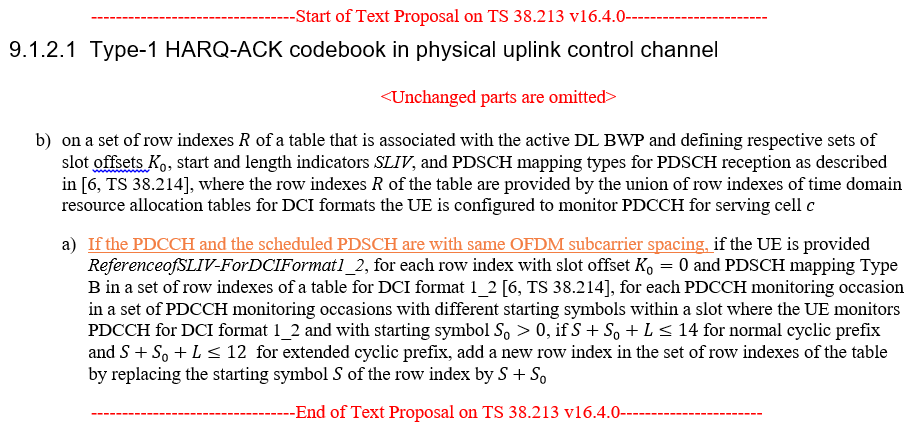 ---------------------------------Start of Text Proposal on TS 38.213 v16.4.0-----------------------
9.1.2.1 Type-1 HARQ-ACK codebook in physical uplink control channel
<Unchanged parts are omitted>
b) on a set of row indexes R of a table that is associated with the active DL BWP and defining respective sets of
slot offsets K₀, start and length indicators SLIV, and PDSCH mapping types for PDSCH reception as described
in [6, TS 38.214], where the row indexes R of the table are provided by the union of row indexes of time domain
resource allocation tables for DCI formats the UE is configured to monitor PDCCH for serving cell c
a) If the PDCCH and the scheduled PDSCH are with same OFDM subcarrier spacing, if the UE is provided
ReferenceofSLIV-ForDCIFormat1_2, for each row index with slot offset K₀ = 0 and PDSCH mapping Type
B in a set of row indexes of a table for DCI format 1_2 [6, TS 38.214], for each PDCCH monitoring occasion
in a set of PDCCH monitoring occasions with different starting symbols within a slot where the UE monitors
PDCCH for DCI format 1_2 and with starting symbol S₀ > 0, if S + S₀ + L ≤ 14 for normal cyclic prefix
and S + S₀ + L ≤ 12 for extended cyclic prefix, add a new row index in the set of row indexes of the table
by replacing the starting symbol S of the row index by S + S₀
---------------------------------End of Text Proposal on TS 38.213 v16.4.0-----------------------